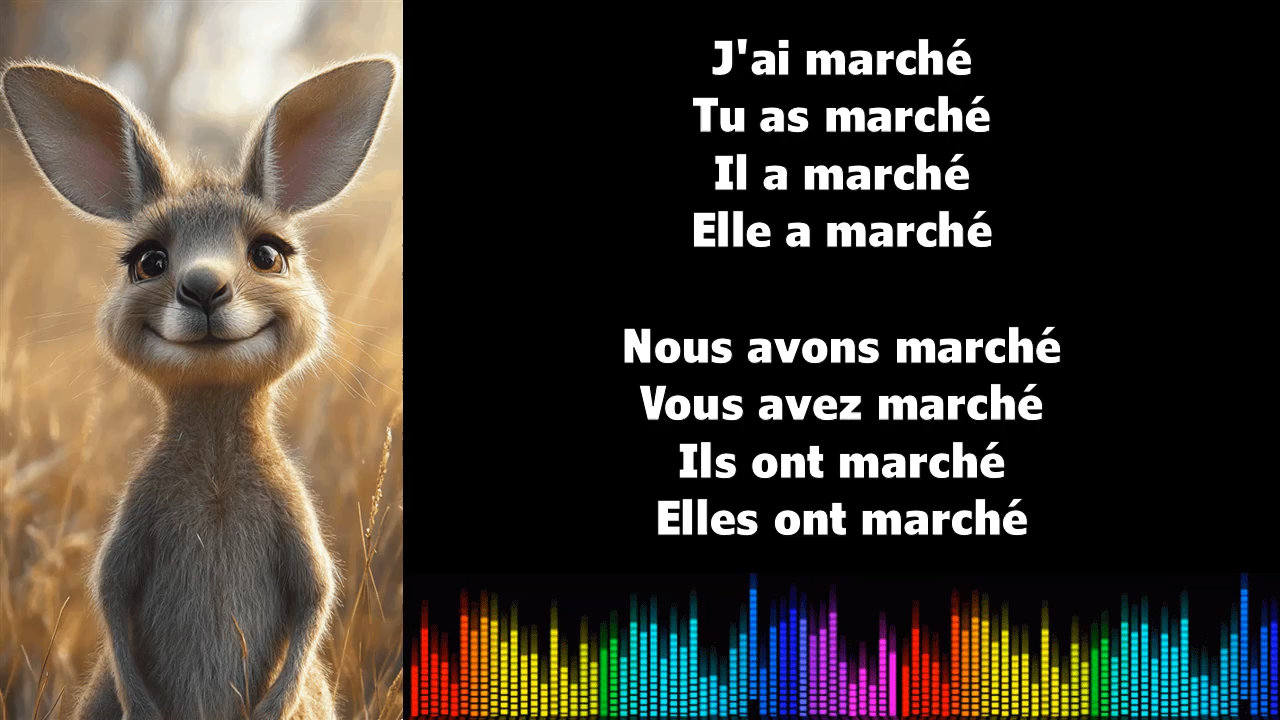 J'ai marché
Tu as marché
Il a marché
Elle a marché
Nous avons marché
Vous avez marché
Ils ont marché
Elles ont marché